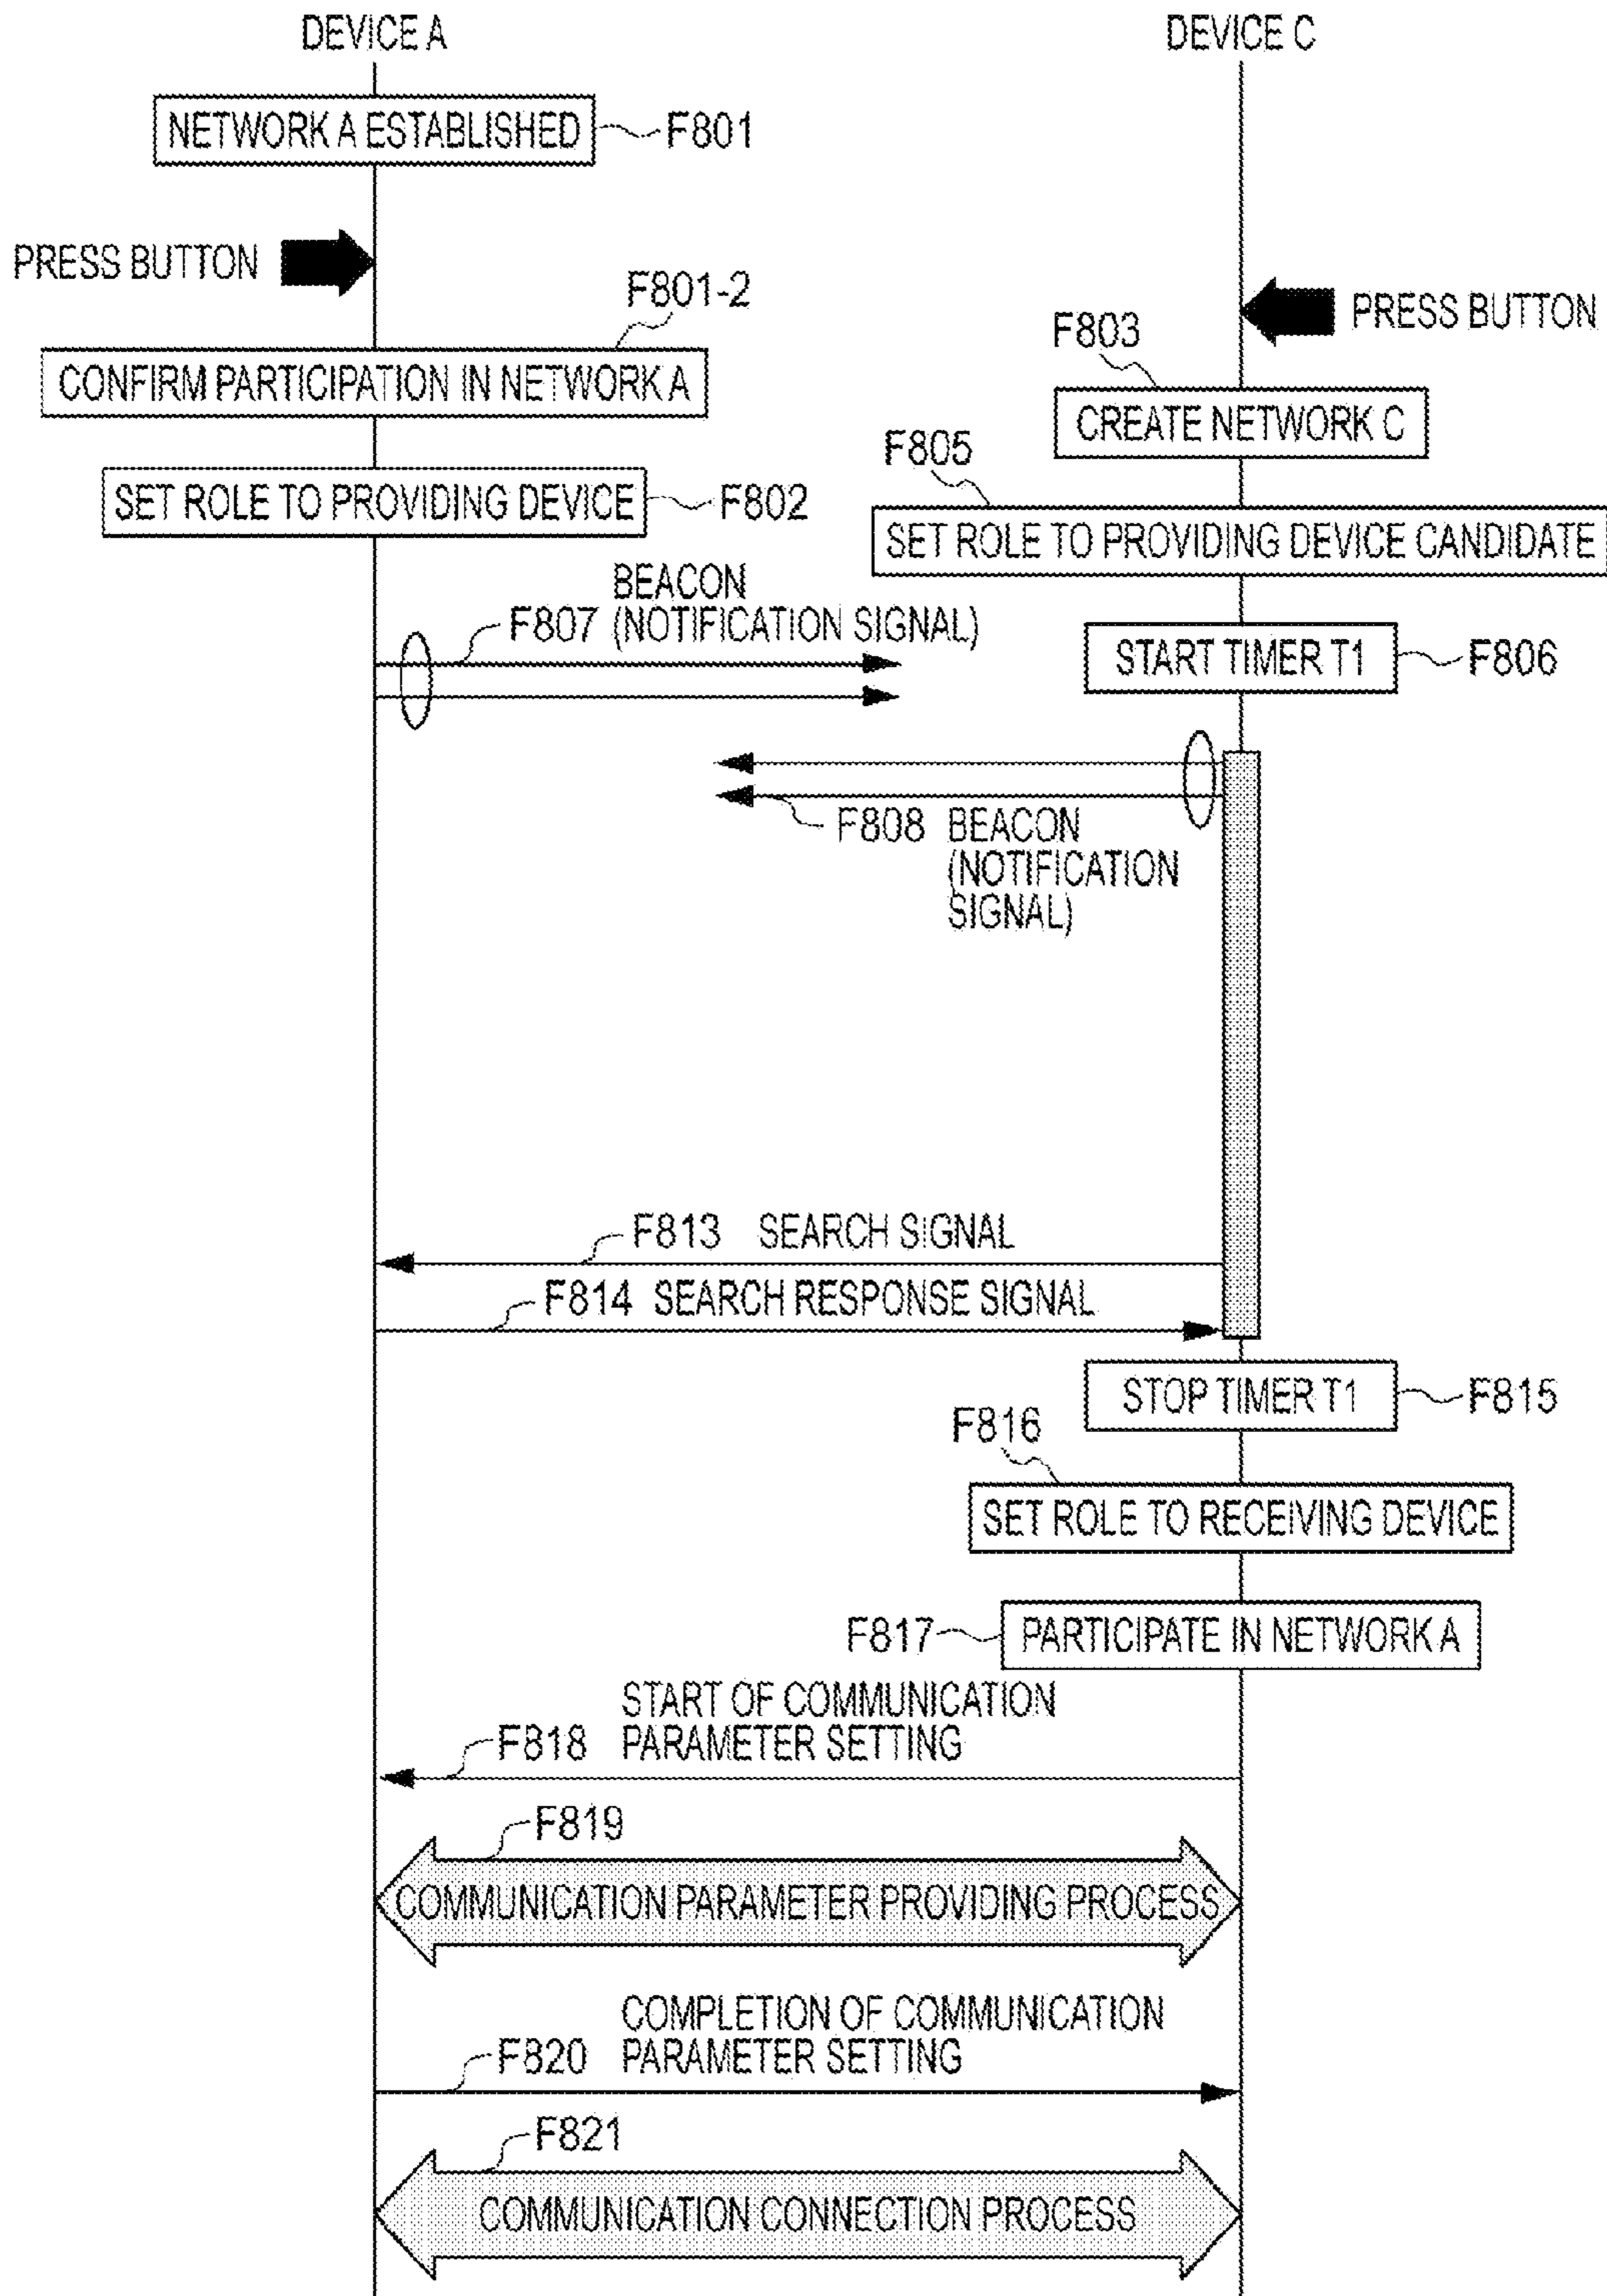 DEVICE A
DEVICE C
NETWORK A ESTABLISHED
F801
PRESS BUTTON
PRESS BUTTON
F801-2
F803
CONFIRM PARTICIPATION IN NETWORK A
CREATE NETWORK C
F805
SET ROLE TO PROVIDING DEVICE
F802
SET ROLE TO PROVIDING DEVICE CANDIDATE
BEACON
F807 (NOTIFICATION SIGNAL)
START TIMER T1
F806
F808 BEACON
(NOTIFICATION
SIGNAL)
F813 SEARCH SIGNAL
F814 SEARCH RESPONSE SIGNAL
STOP TIMER T1
F815
F816
SET ROLE TO RECEIVING DEVICE
F817
PARTICIPATE IN NETWORK A
START OF COMMUNICATION
F818 PARAMETER SETTING
F819
COMMUNICATION PARAMETER PROVIDING PROCESS
COMPLETION OF COMMUNICATION
F820 PARAMETER SETTING
F821
COMMUNICATION CONNECTION PROCESS